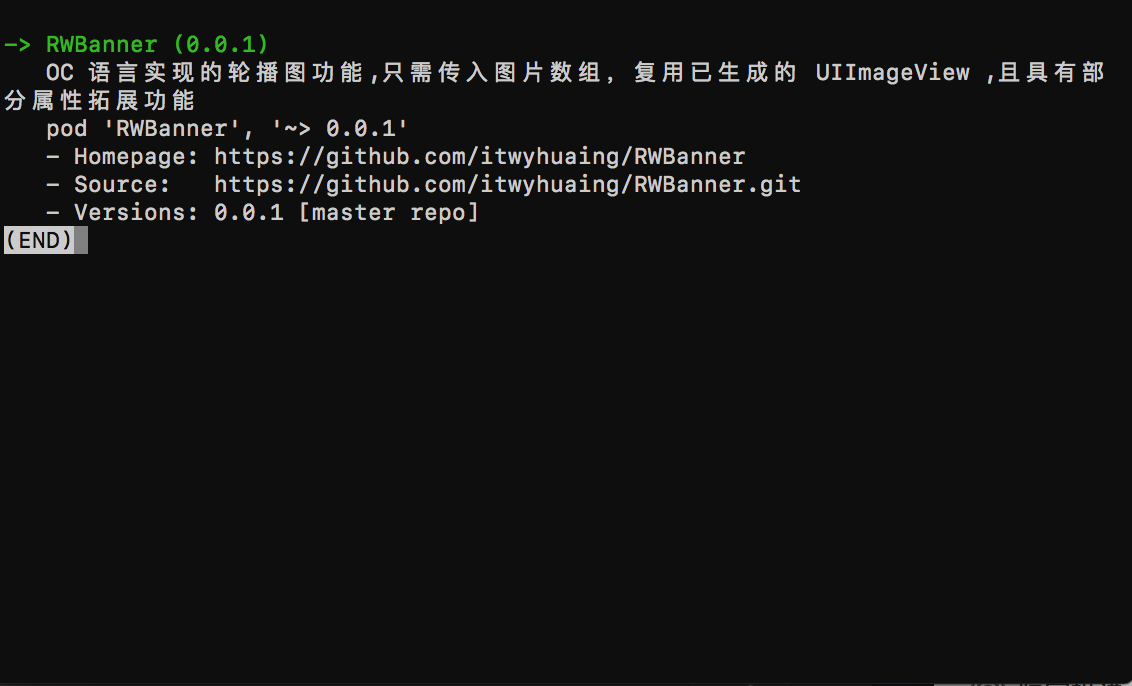 -> RWBanner (0.0.1)
OC 语言实现的轮播图功能,只需传入图片数组, 复用已生成的 UIImageView ,且具有部
分属性拓展功能
pod 'RWBanner', '~> 0.0.1'
- Homepage: https://github.com/itwyhuaing/RWBanner
- Source:   https://github.com/itwyhuaing/RWBanner.git
- Versions: 0.0.1 [master repo]
(END)